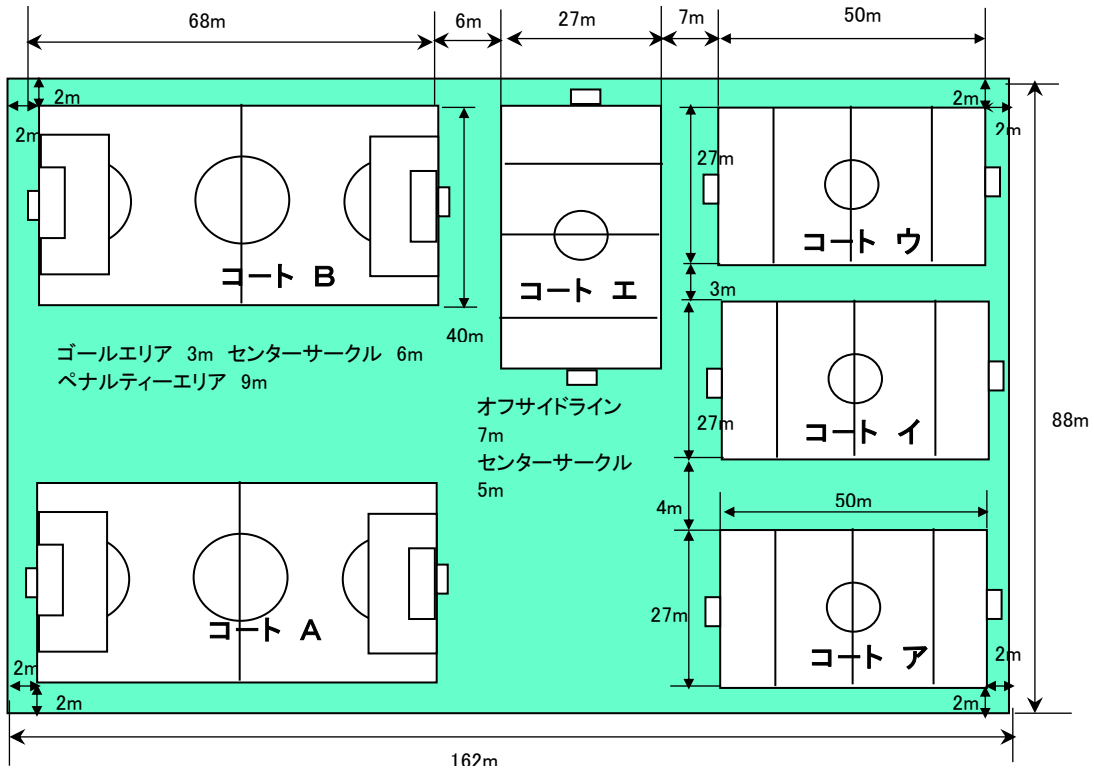 68m
6m
27m
7m
50m
2m
2m
2m
2m
27m
コート B
コート エ
コート ウ
3m
40m
ゴールエリア 3m センターサークル 6m
ペナルティーエリア 9m
オフサイドライン
7m
センターサークル
5m
27m
コート イ
88m
4m
50m
27m
コート A
コート ア
2m
2m
2m
2m
162m